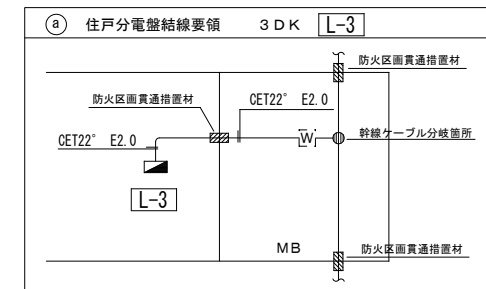 a 住戸分電盤結線要領 3DK L-3
防火区画貫通措置材
防火区画貫通措置材 CET22° E2.0
CET22° E2.0 W 幹線ケーブル分岐箇所
L-3
MB 防火区画貫通措置材